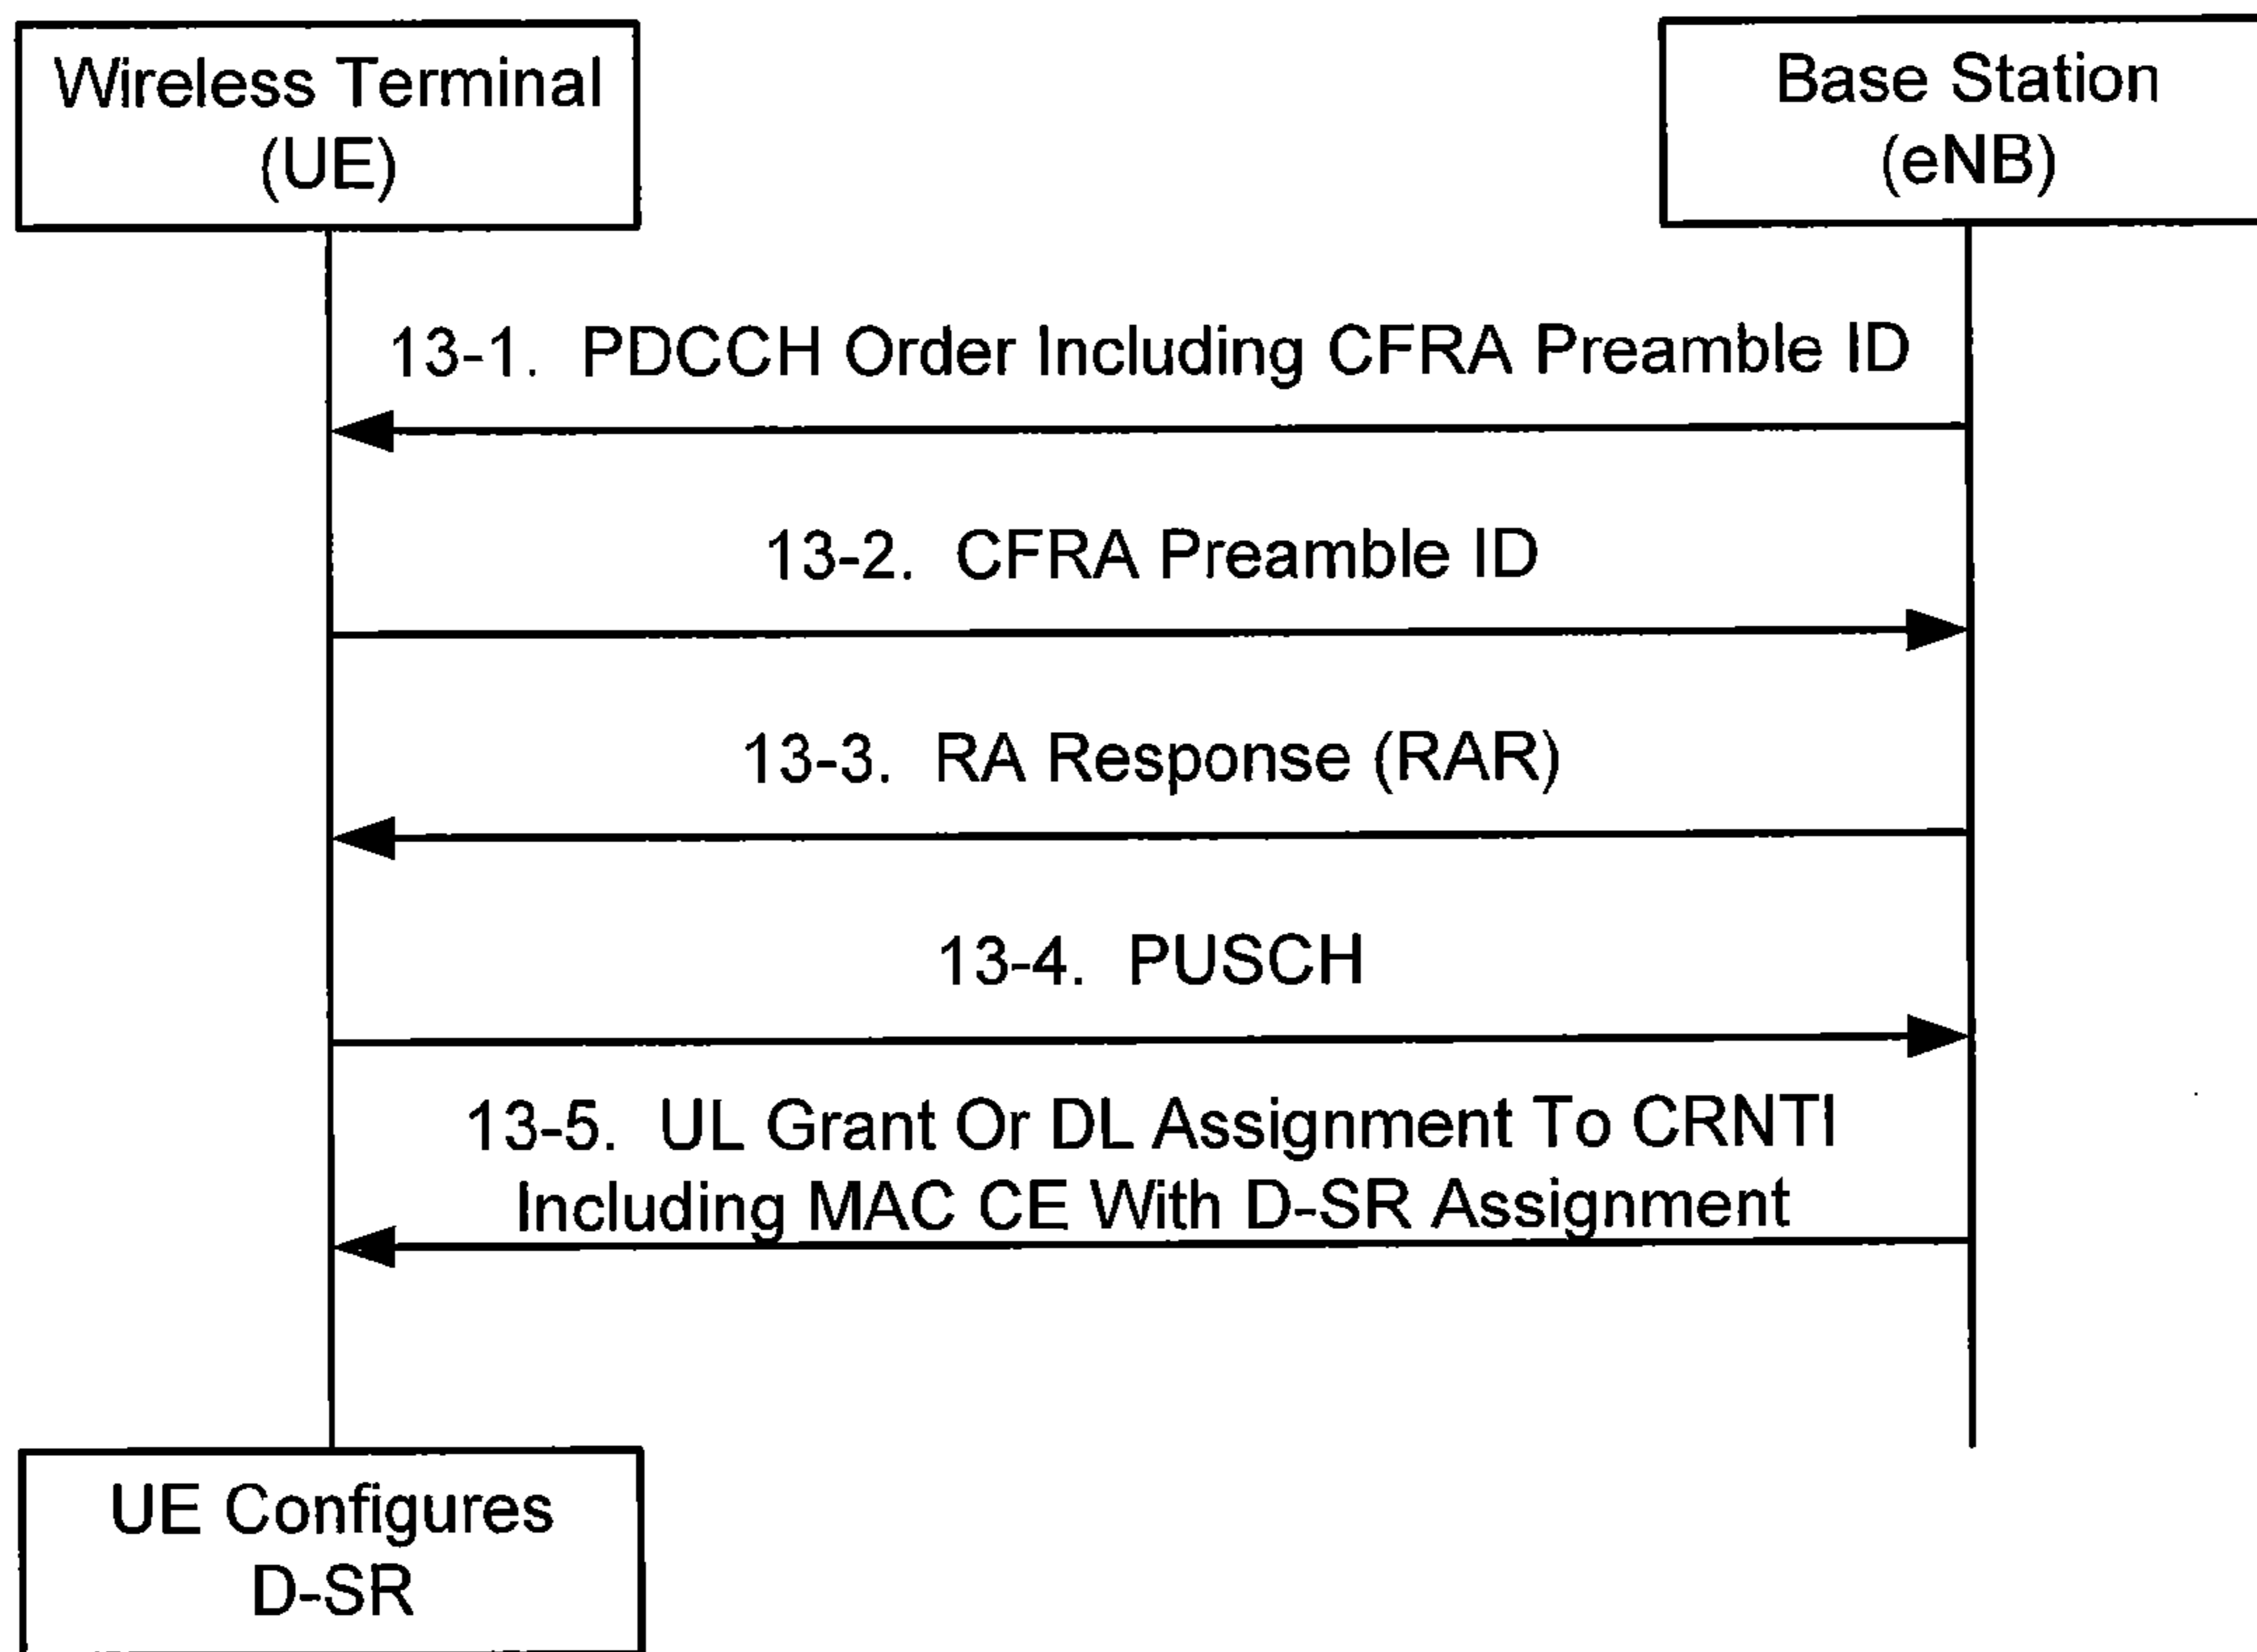 Wireless Terminal
(UE)
Base Station
(eNB)
13-1. PDCCH Order Including CFRA Preamble ID
13-2. CFRA Preamble ID
13-3. RA Response (RAR)
13-4. PUSCH
13-5. UL Grant Or DL Assignment To CRNTI
Including MAC CE With D-SR Assignment
UE Configures
D-SR